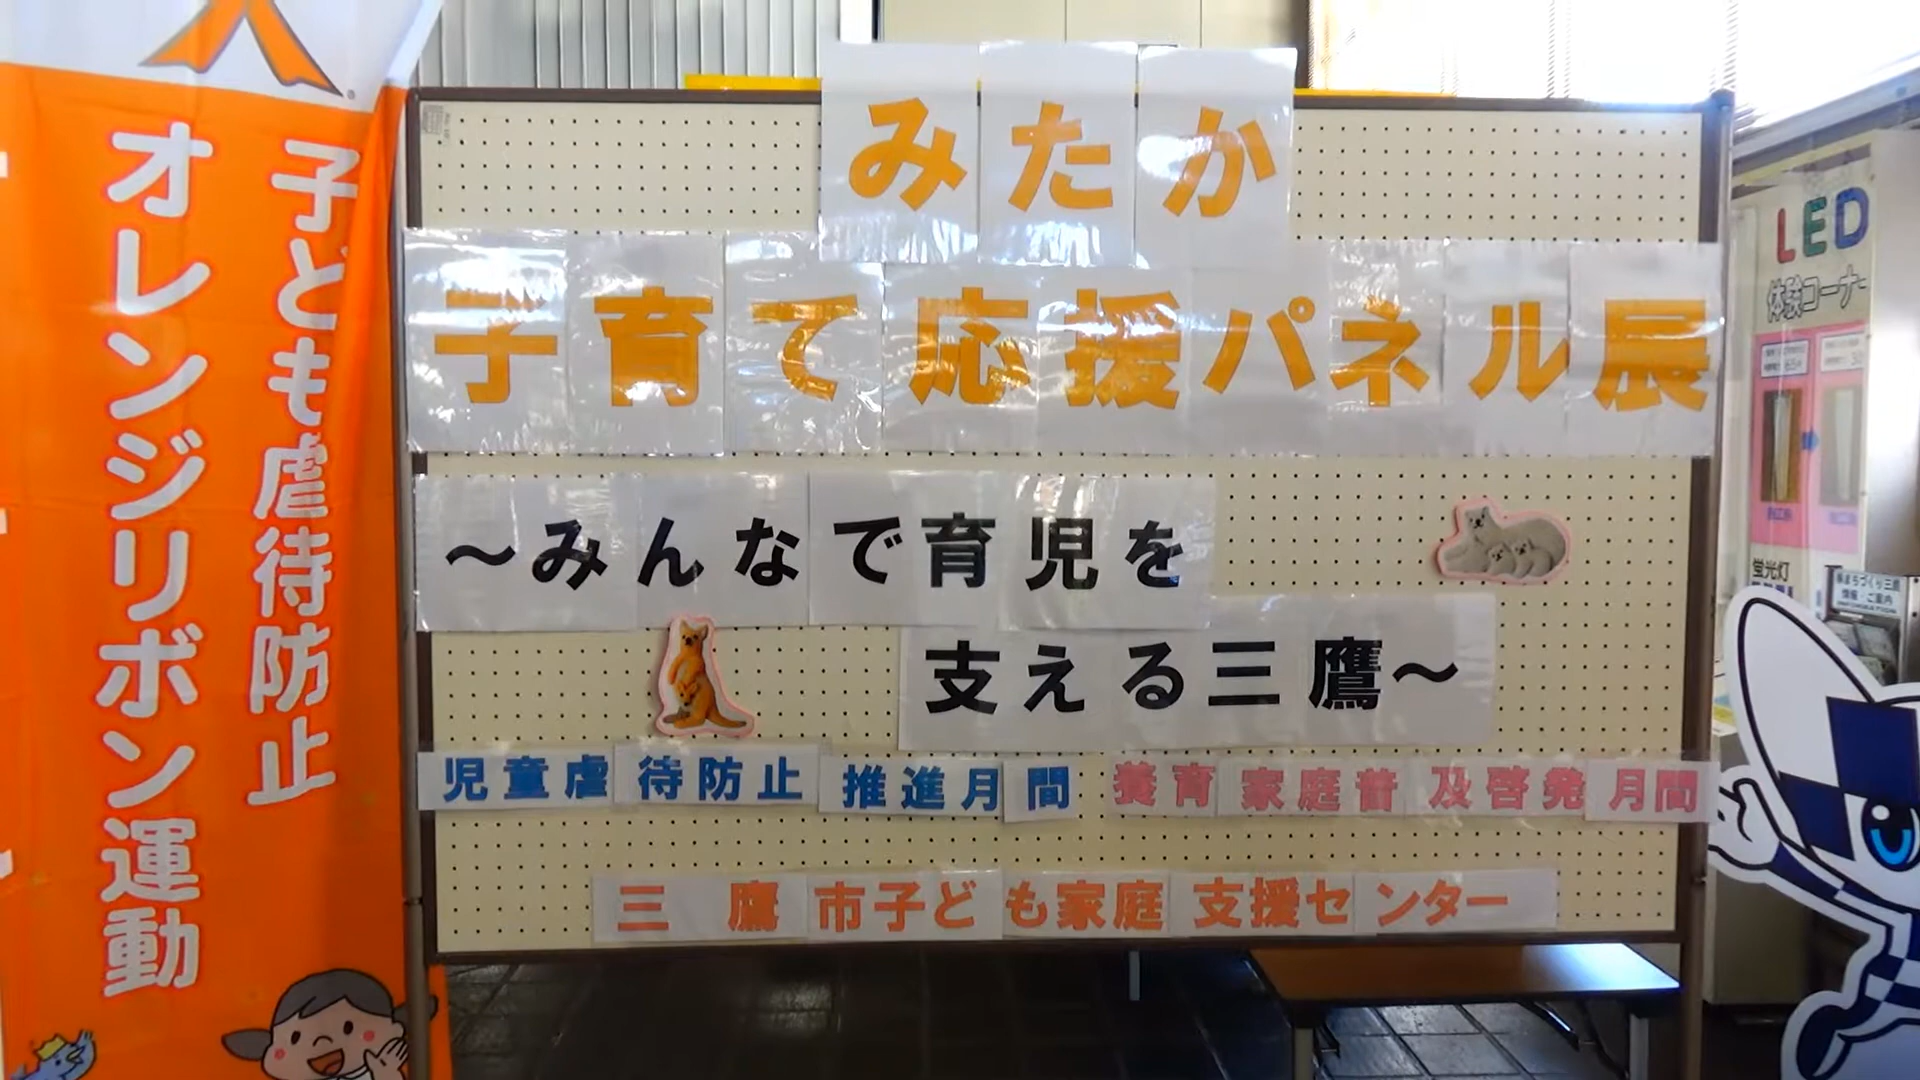 子ども虐待防止
オレンジリボン運動
みたか
子育て応援パネル展
～みんなで育児を
支える三鷹～
児童虐待防止推進月間 養育家庭普及啓発月間
三鷹市子ども家庭支援センター
LED
体験コーナー
蛍光灯